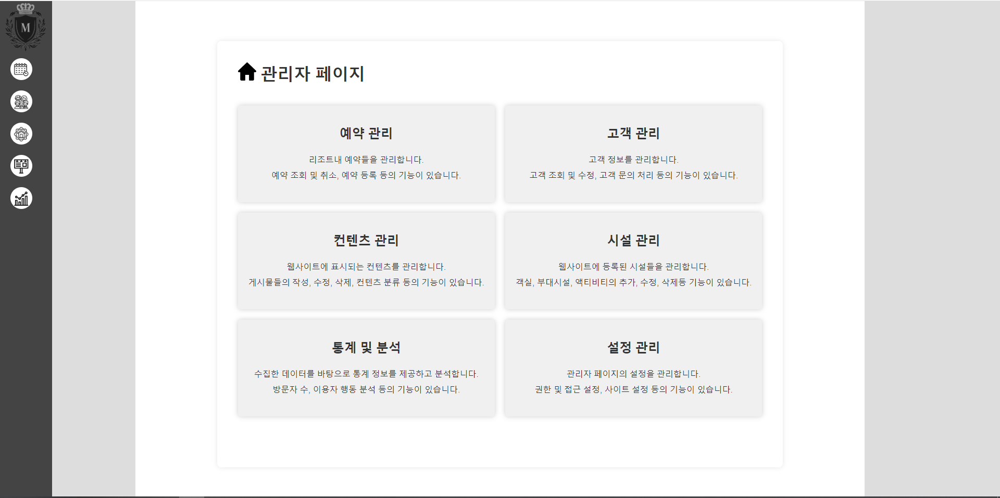 M
관리자 페이지
예약 관리
리조트내 예약들을 관리합니다.
예약 조회 및 취소, 예약 등록 등의 기능이 있습니다.
고객 관리
고객 정보를 관리합니다.
고객 조회 및 수정, 고객 문의 처리 등의 기능이 있습니다.
컨텐츠 관리
웹사이트에 표시되는 컨텐츠를 관리합니다.
게시물들의 작성, 수정, 삭제, 컨텐츠 분류 등의 기능이 있습니다.
시설 관리
웹사이트에 등록된 시설들을 관리합니다.
객실, 부대시설, 액티비티의 추가, 수정, 삭제등 기능이 있습니다.
통계 및 분석
수집한 데이터를 바탕으로 통계 정보를 제공하고 분석합니다.
방문자 수, 이용자 행동 분석 등의 기능이 있습니다.
설정 관리
관리자 페이지의 설정을 관리합니다.
권한 및 접근 설정, 사이트 설정 등의 기능이 있습니다.